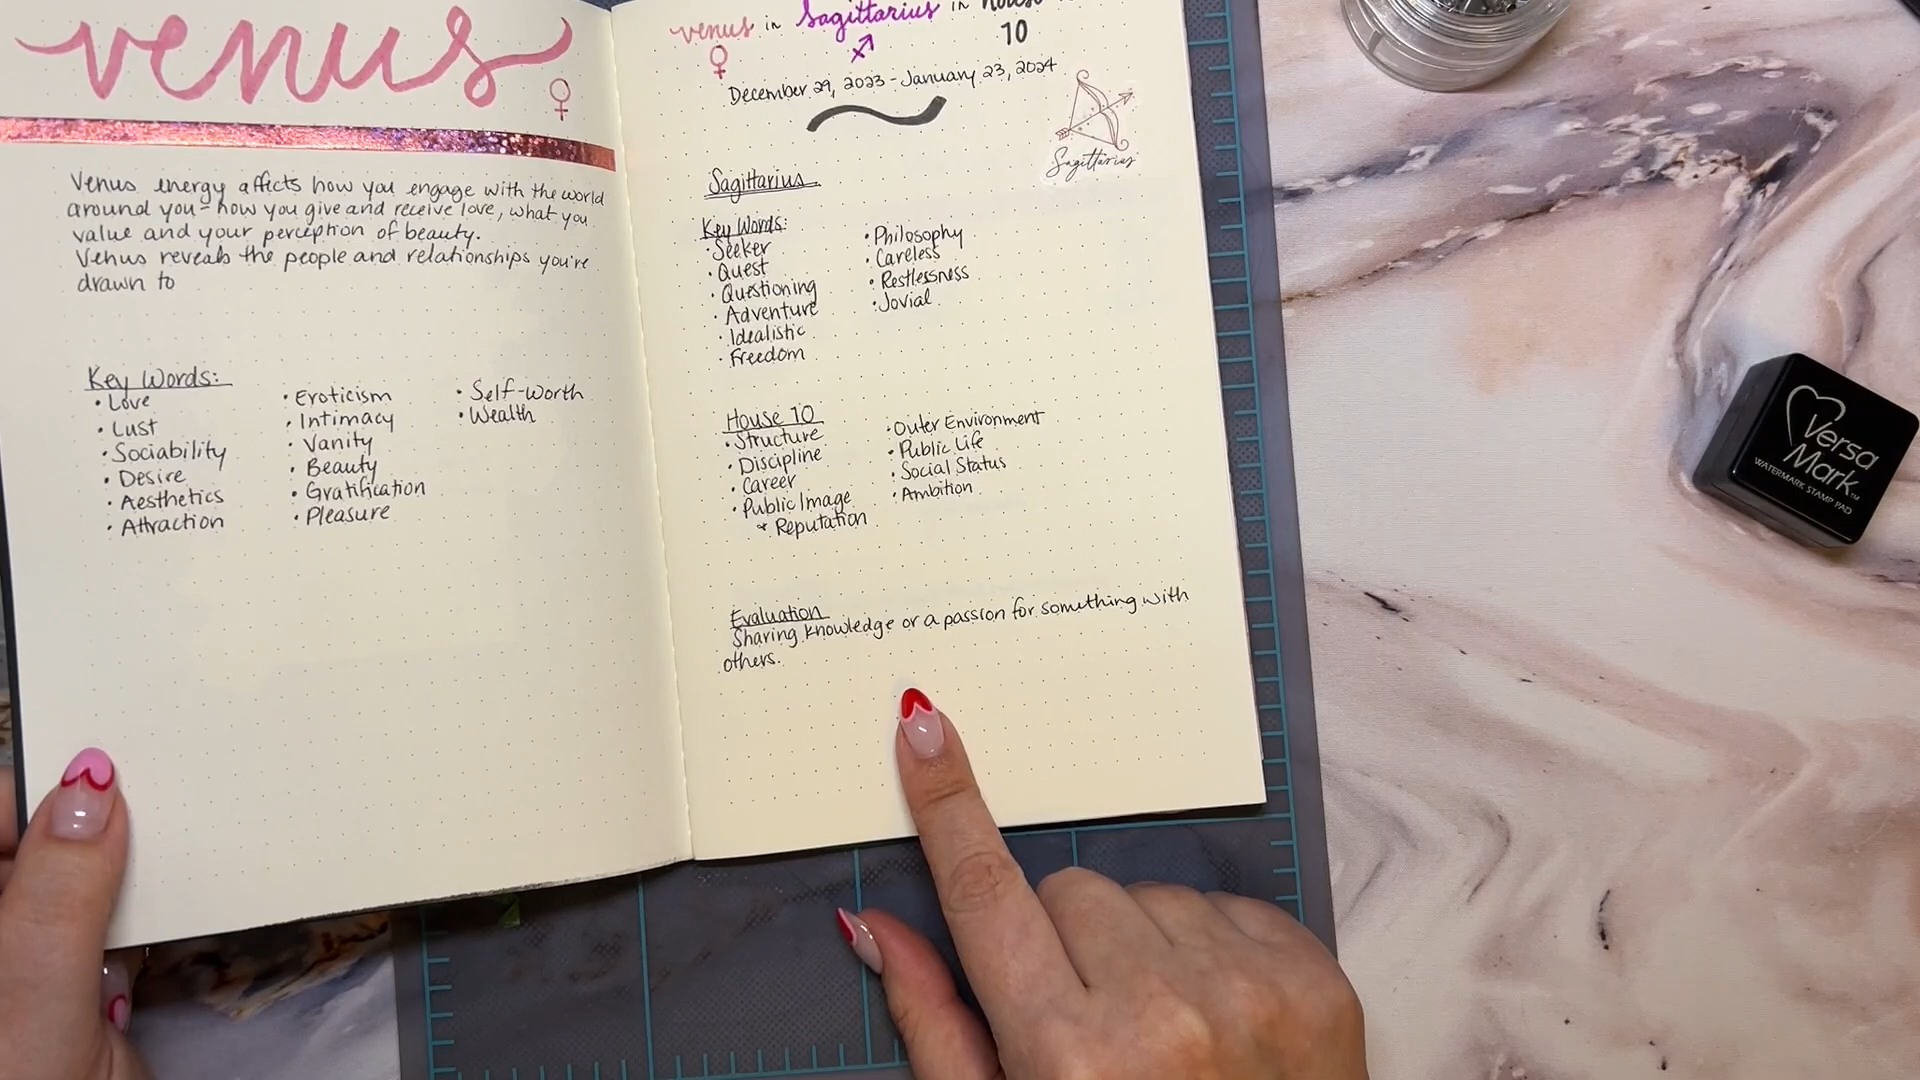 venus
♀
Venus energy affects how you engage with the world
around you - how you give and receive love, what you
value and your perception of beauty.
Venus reveals the people and relationships you're
drawn to
Key Words:
• Love
• Lust
• Sociability
• Desire
• Aesthetics
• Attraction
• Eroticism
• Intimacy
• Vanity
• Beauty
• Gratification
• Pleasure
• Self-Worth
• Wealth
venus in Sagittarius in House
♀ ♐ 10
December 29, 2023 - January 23, 2024
Sagittarius
Sagittarius
Key Words:
• Seeker
• Quest
• Questioning
• Adventure
• Idealistic
• Freedom
• Philosophy
• Careless
• Restlessness
• Jovial
House 10
• Structure
• Discipline
• Career
• Public Image
* Reputation
• Outer Environment
• Public Life
• Social Status
• Ambition
Evaluation
Sharing knowledge or a passion for something with
others.
Versa
Mark™
WATERMARK STAMP PAD